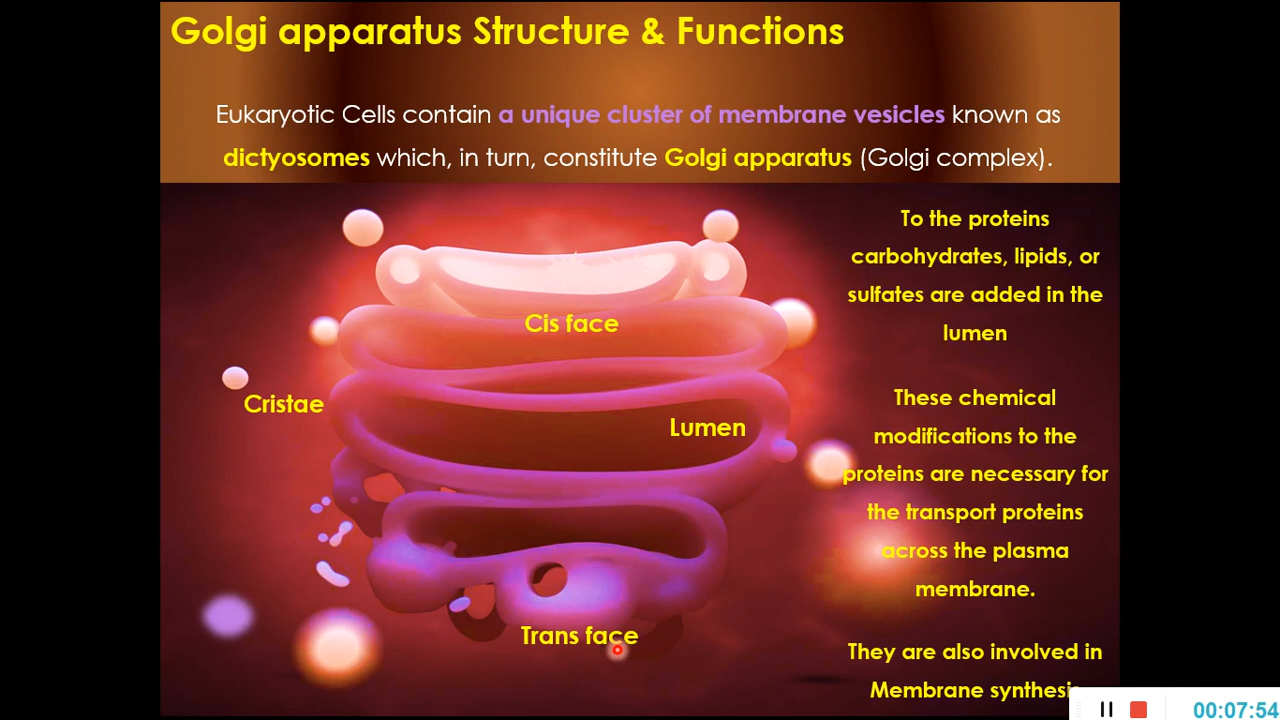 Golgi apparatus Structure & Functions
Eukaryotic Cells contain a unique cluster of membrane vesicles known as
dictyosomes which, in turn, constitute Golgi apparatus (Golgi complex).
To the proteins
carbohydrates, lipids, or
sulfates are added in the
lumen
Cis face
Cristae
Lumen
These chemical
modifications to the
proteins are necessary for
the transport proteins
across the plasma
membrane.
Trans face
They are also involved in
Membrane synthesis
00:07:54